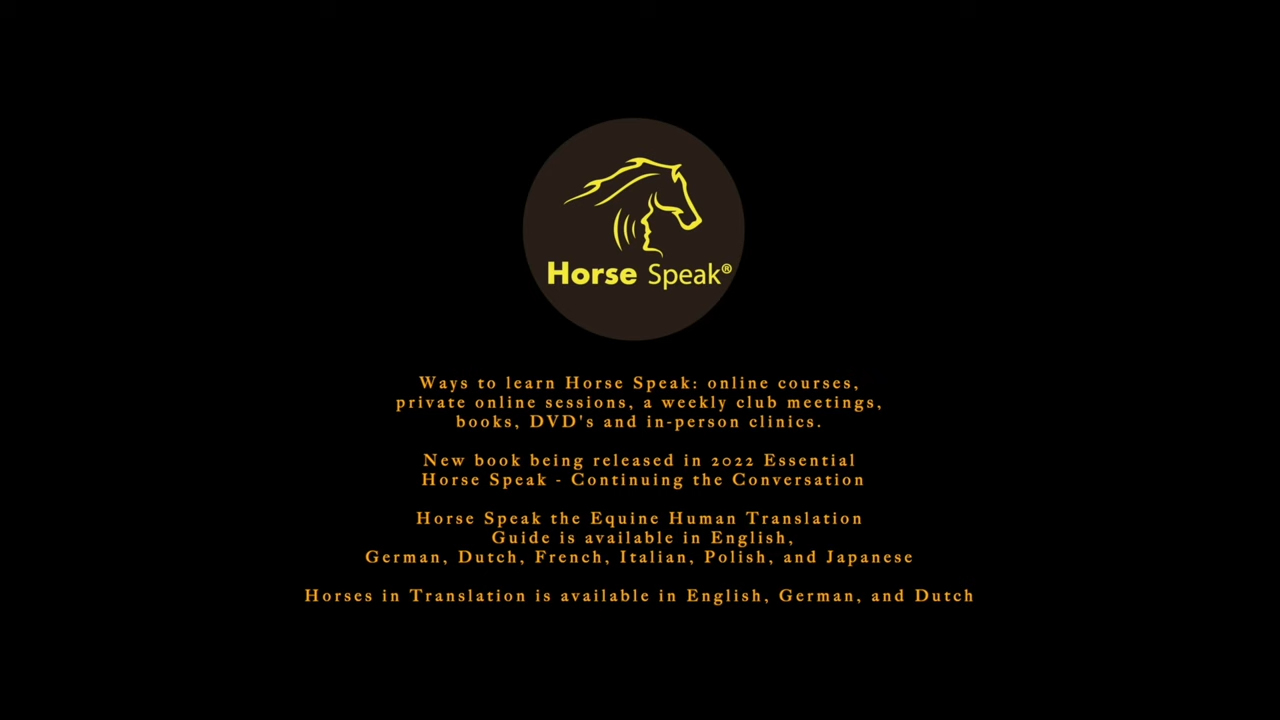 Horse Speak®
Ways to learn Horse Speak: online courses,
private online sessions, a weekly club meetings,
books, DVD's and in-person clinics.
New book being released in 2022 Essential
Horse Speak - Continuing the Conversation
Horse Speak the Equine Human Translation
Guide is available in English,
German, Dutch, French, Italian, Polish, and Japanese
Horses in Translation is available in English, German, and Dutch